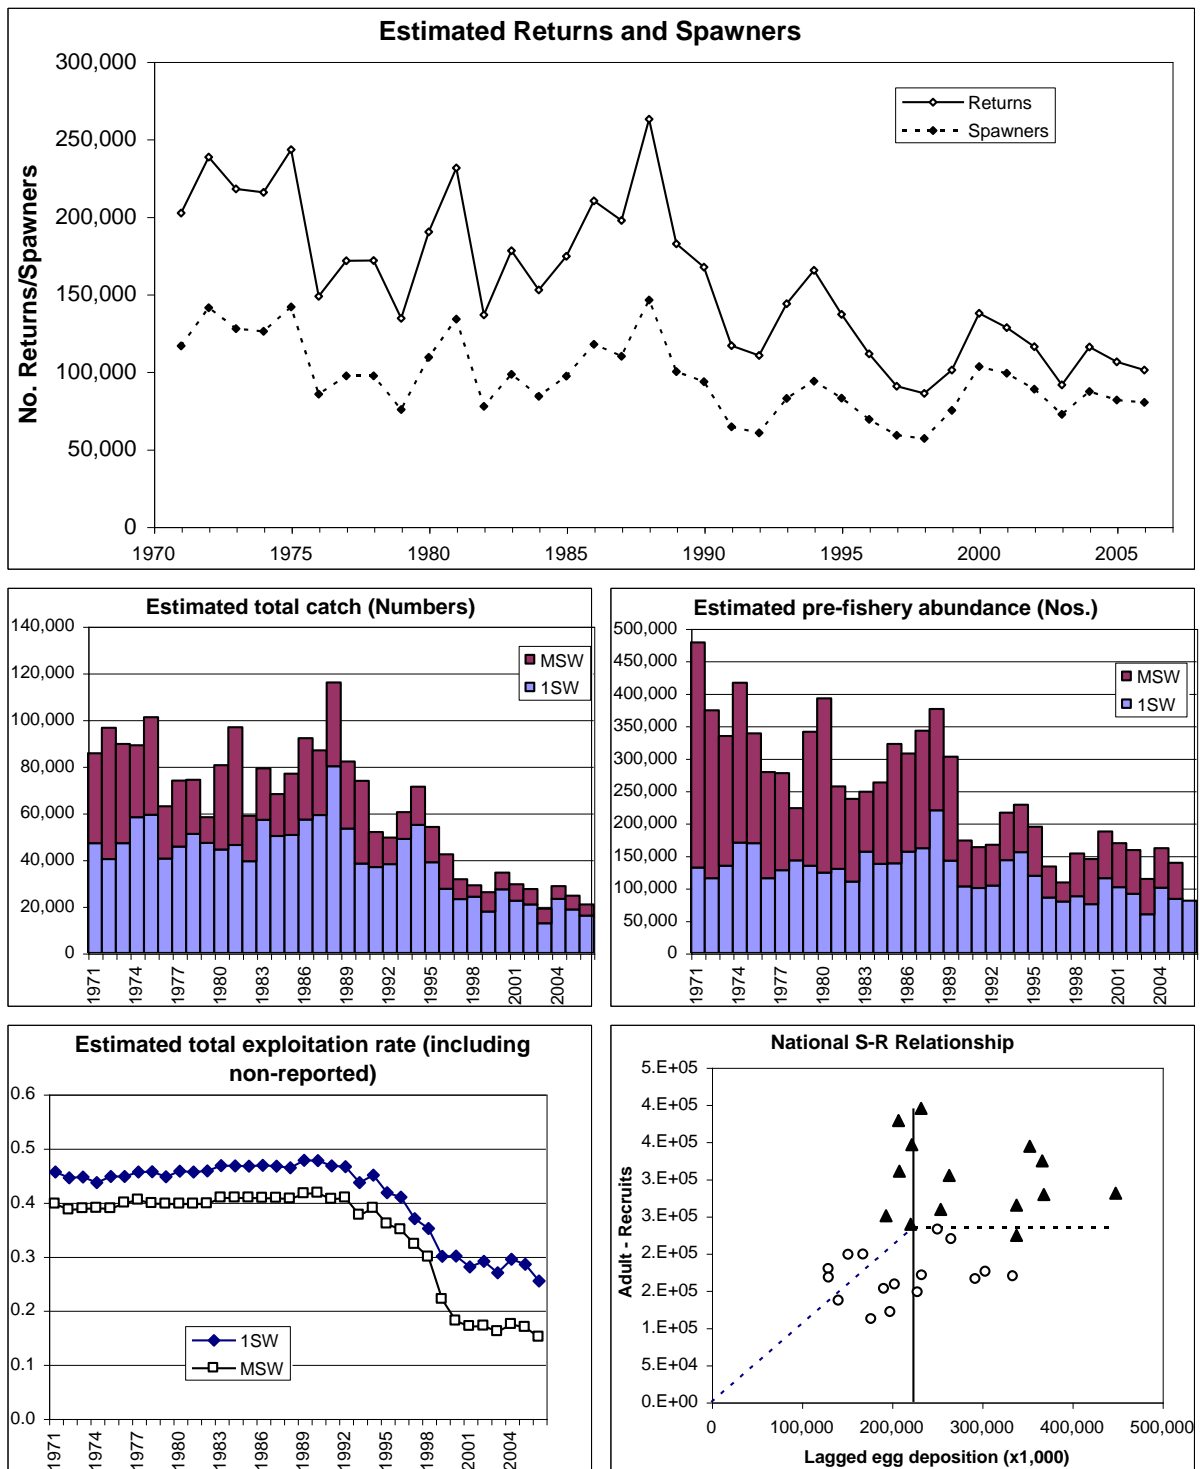 Estimated Returns and Spawners
No. Returns/Spawners
300,000
250,000
200,000
150,000
100,000
50,000
0
Returns
Spawners
1970 1975 1980 1985 1990 1995 2000 2005
Estimated total catch (Numbers)
140,000
120,000
100,000
80,000
60,000
40,000
20,000
0
MSW
1SW
1971 1974 1977 1980 1983 1986 1989 1992 1995 1998 2001 2004
Estimated pre-fishery abundance (Nos.)
500,000
450,000
400,000
350,000
300,000
250,000
200,000
150,000
100,000
50,000
0
MSW
1SW
1971 1974 1977 1980 1983 1986 1989 1992 1995 1998 2001 2004
Estimated total exploitation rate (including
non-reported)
0.6
0.5
0.4
0.3
0.2
0.1
0.0
1SW
MSW
1971 1974 1977 1980 1983 1986 1989 1992 1995 1998 2001 2004
National S-R Relationship
Adult - Recruits
5.E+05
4.E+05
4.E+05
3.E+05
3.E+05
2.E+05
2.E+05
1.E+05
5.E+04
0.E+00
0 100,000 200,000 300,000 400,000 500,000
Lagged egg deposition (x1,000)